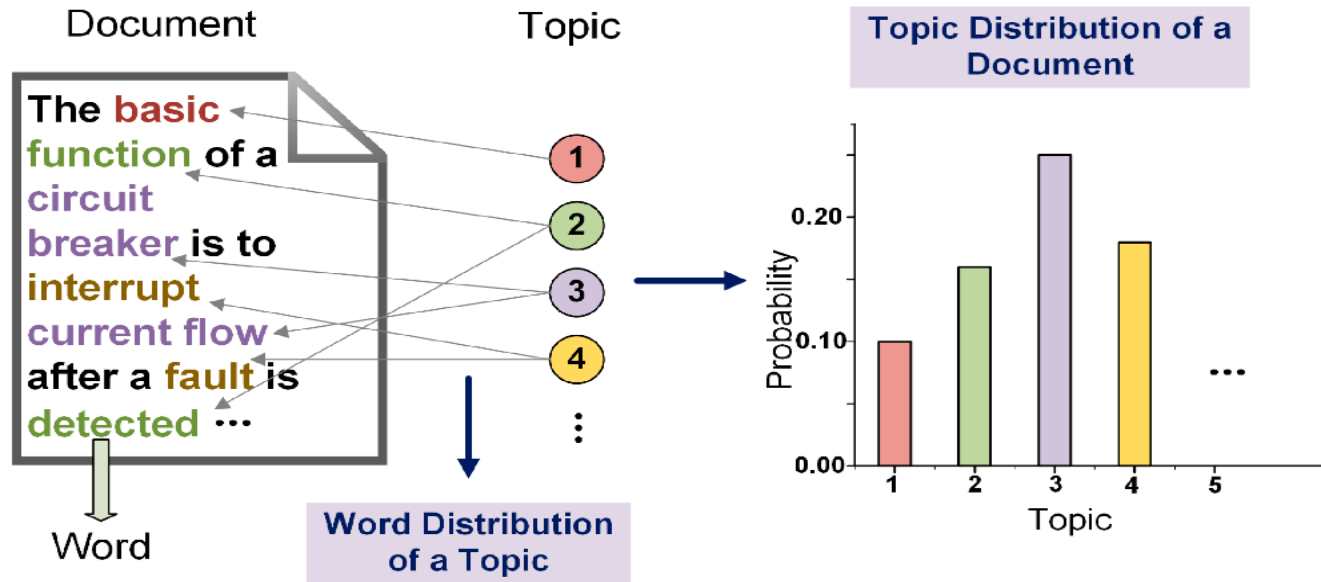 Document
Topic
Topic Distribution of a
Document
The basic
function of a
circuit
breaker is to
interrupt
current flow
after a fault is
detected ...
Word
1
2
3
4
...
Word Distribution
of a Topic
Probability
0.20
0.10
0.00
...
1 2 3 4 5
Topic